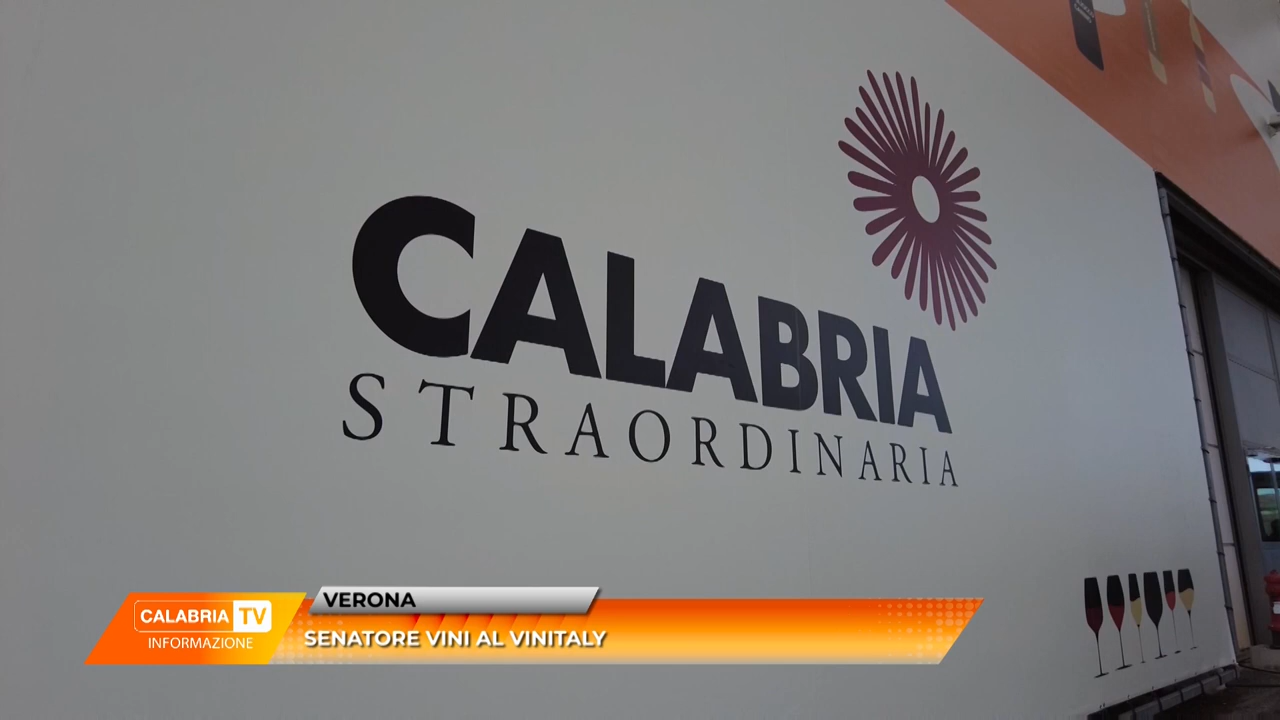 CALABRIA
STRAORDINARIA
VERONA
CALABRIA TV
INFORMAZIONE
SENATORE VINI AL VINITALY